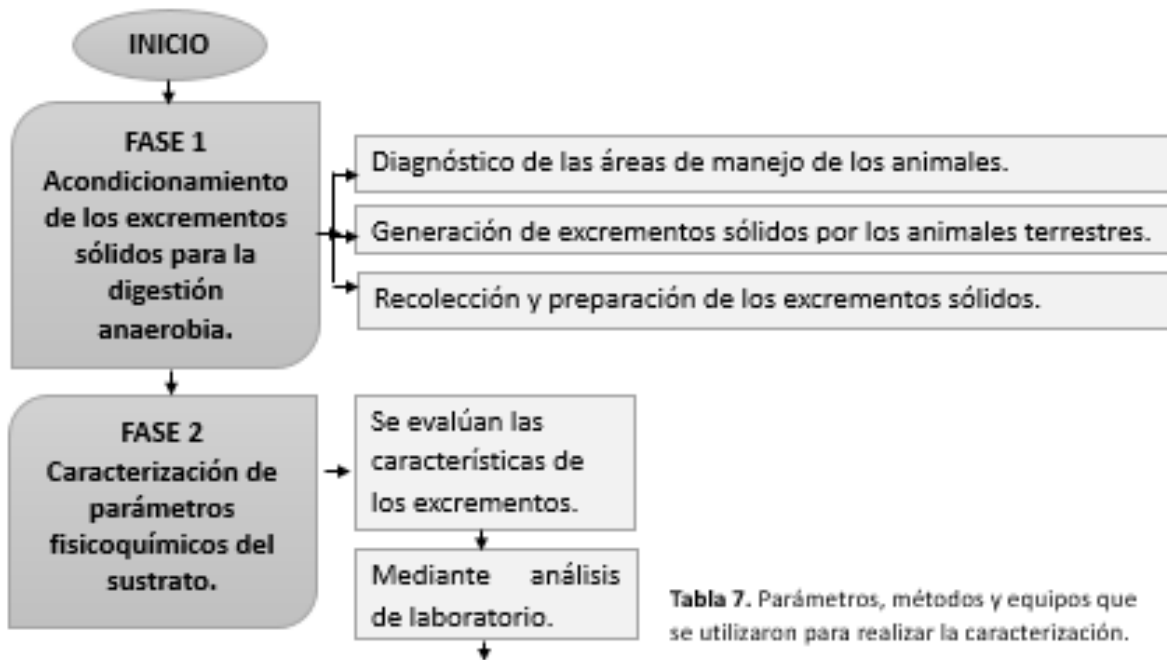 INICIO
FASE 1
Acondicionamiento
de los excrementos
sólidos para la
digestión
anaerobia.
Diagnóstico de las áreas de manejo de los animales.
Generación de excrementos sólidos por los animales terrestres.
Recolección y preparación de los excrementos sólidos.
FASE 2
Caracterización de
parámetros
fisicoquímicos del
sustrato.
Se evalúan las
características de
los excrementos.
Mediante análisis
de laboratorio.
Tabla 7. Parámetros, métodos y equipos que
se utilizaron para realizar la caracterización.